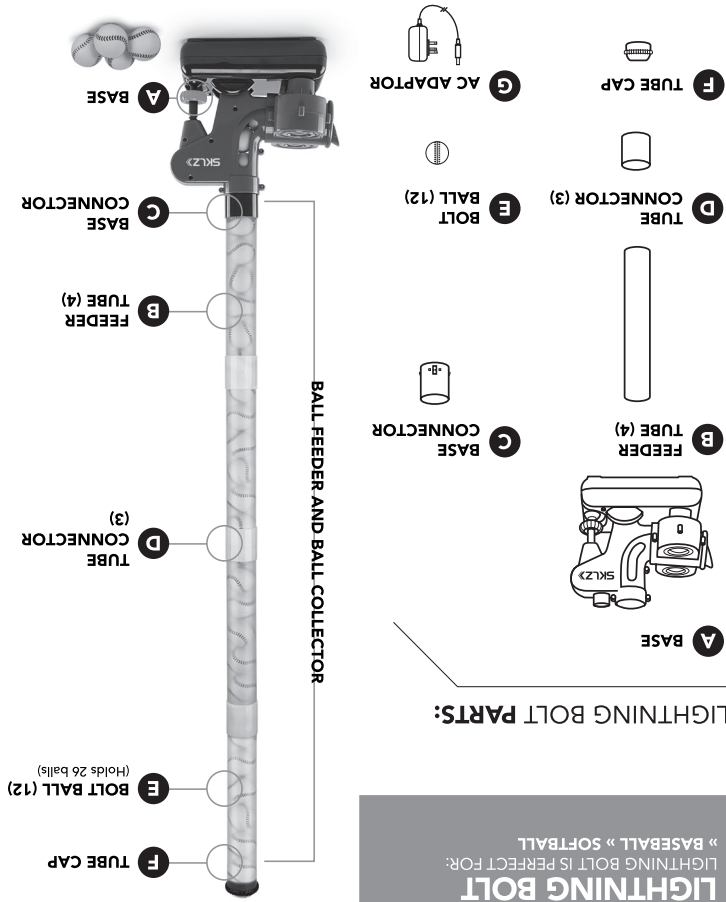 LIGHTNING BOLT
LIGHTNING BOLT IS PERFECT FOR:
» BASEBALL » SOFTBALL
LIGHTNING BOLT PARTS:
A BASE
SKLZ»
B FEEDER
TUBE (4)
C BASE
CONNECTOR
D TUBE
CONNECTOR (3)
E BOLT
BALL (12)
F TUBE CAP
G AC ADAPTOR
F TUBE CAP
E BOLT BALL (12)
(Holds 26 balls)
D TUBE
CONNECTOR
(3)
BALL FEEDER AND BALL COLLECTOR
B FEEDER
TUBE (4)
C BASE
CONNECTOR
SKLZ»
A BASE